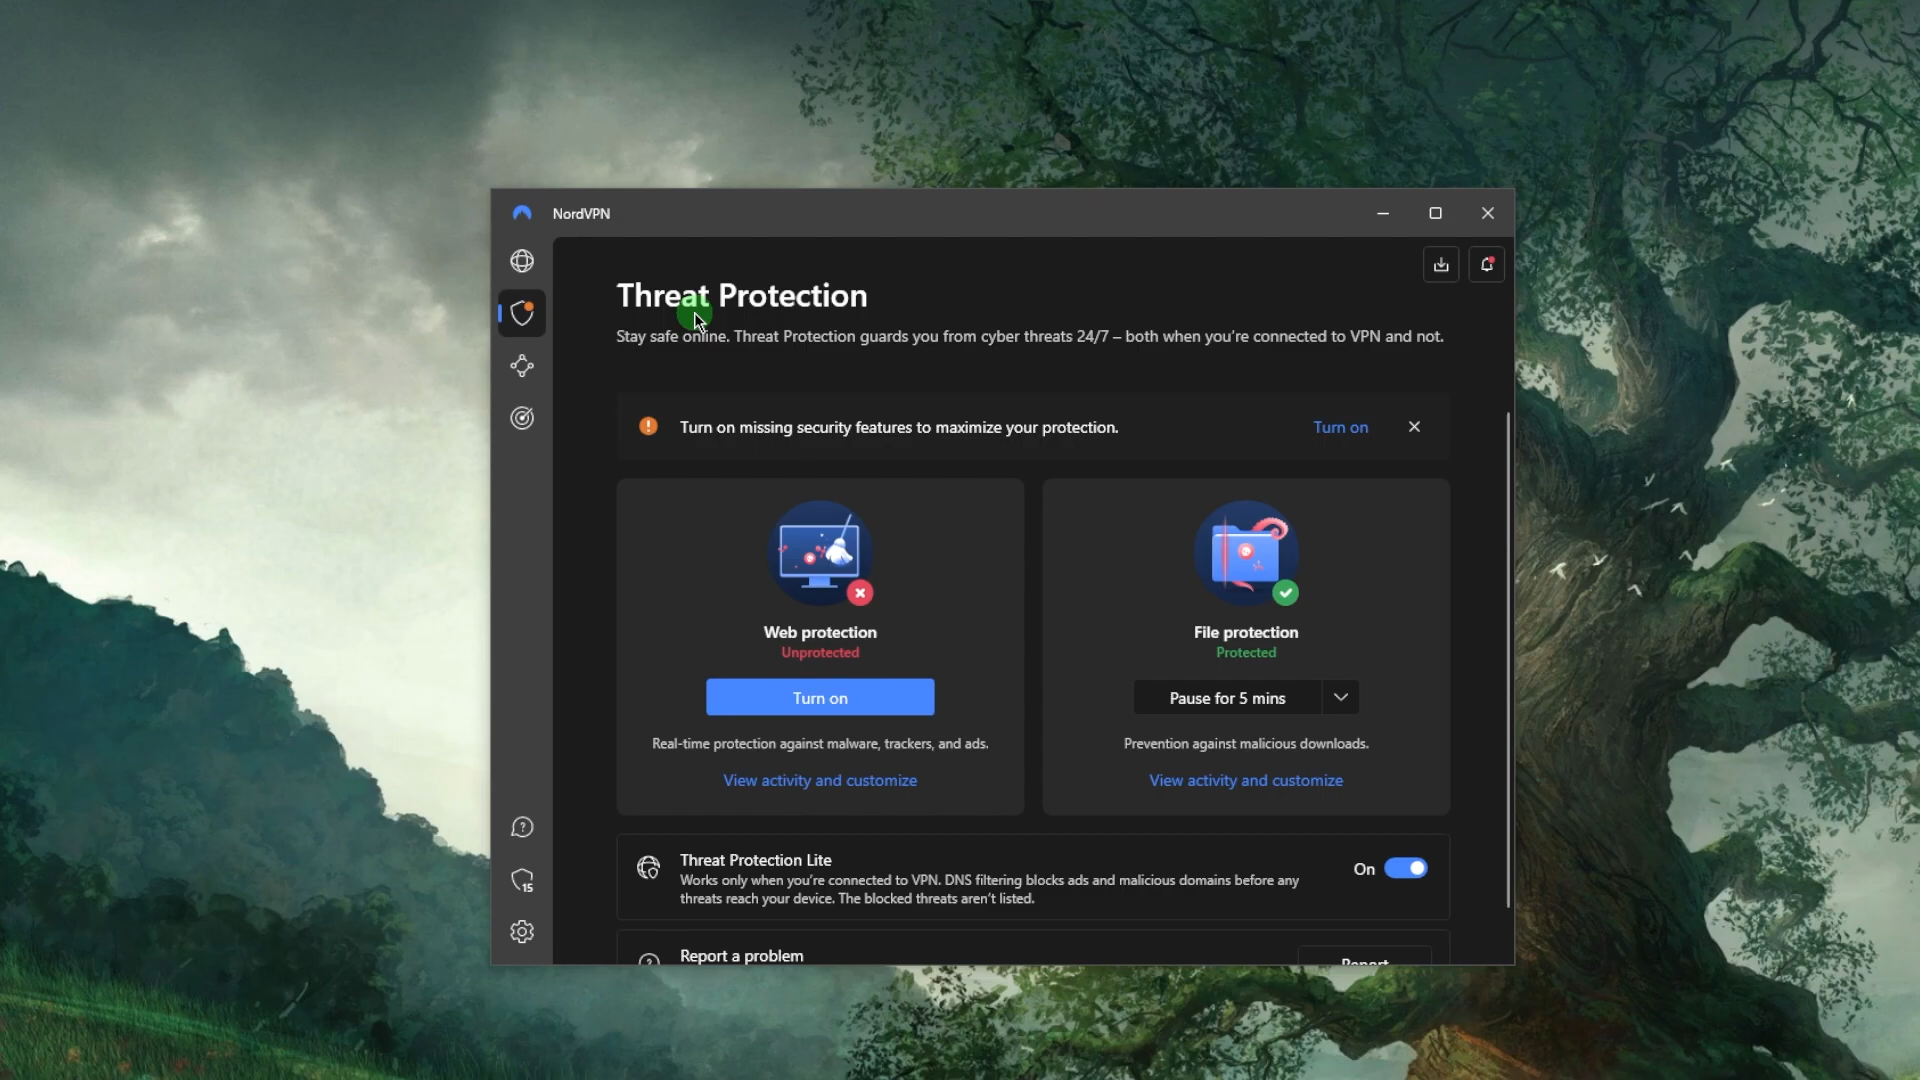 NordVPN
Threat Protection
Stay safe online. Threat Protection guards you from cyber threats 24/7 – both when you're connected to VPN and not.
Turn on missing security features to maximize your protection.
Turn on
Web protection
Unprotected
Turn on
Real-time protection against malware, trackers, and ads.
View activity and customize
File protection
Protected
Pause for 5 mins
Prevention against malicious downloads.
View activity and customize
15
Threat Protection Lite
Works only when you're connected to VPN. DNS filtering blocks ads and malicious domains before any
threats reach your device. The blocked threats aren't listed.
On
Report a problem
Report